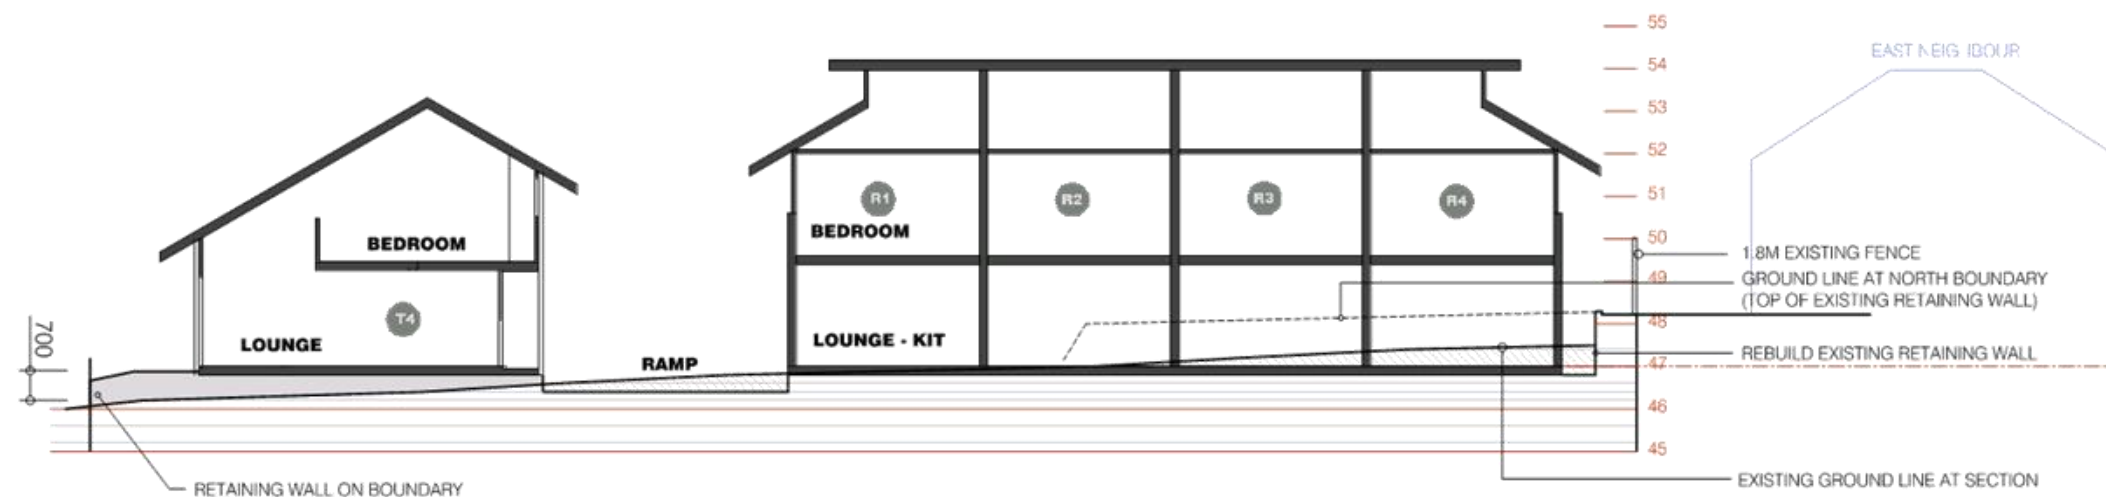 55
EAST NEIGHBOUR
54
53
52
51
R1
R2
R3
R4
BEDROOM
BEDROOM
50
1.8M EXISTING FENCE
49
GROUND LINE AT NORTH BOUNDARY
(TOP OF EXISTING RETAINING WALL)
T4
48
700
LOUNGE
LOUNGE - KIT
RAMP
REBUILD EXISTING RETAINING WALL
47
46
45
RETAINING WALL ON BOUNDARY
EXISTING GROUND LINE AT SECTION